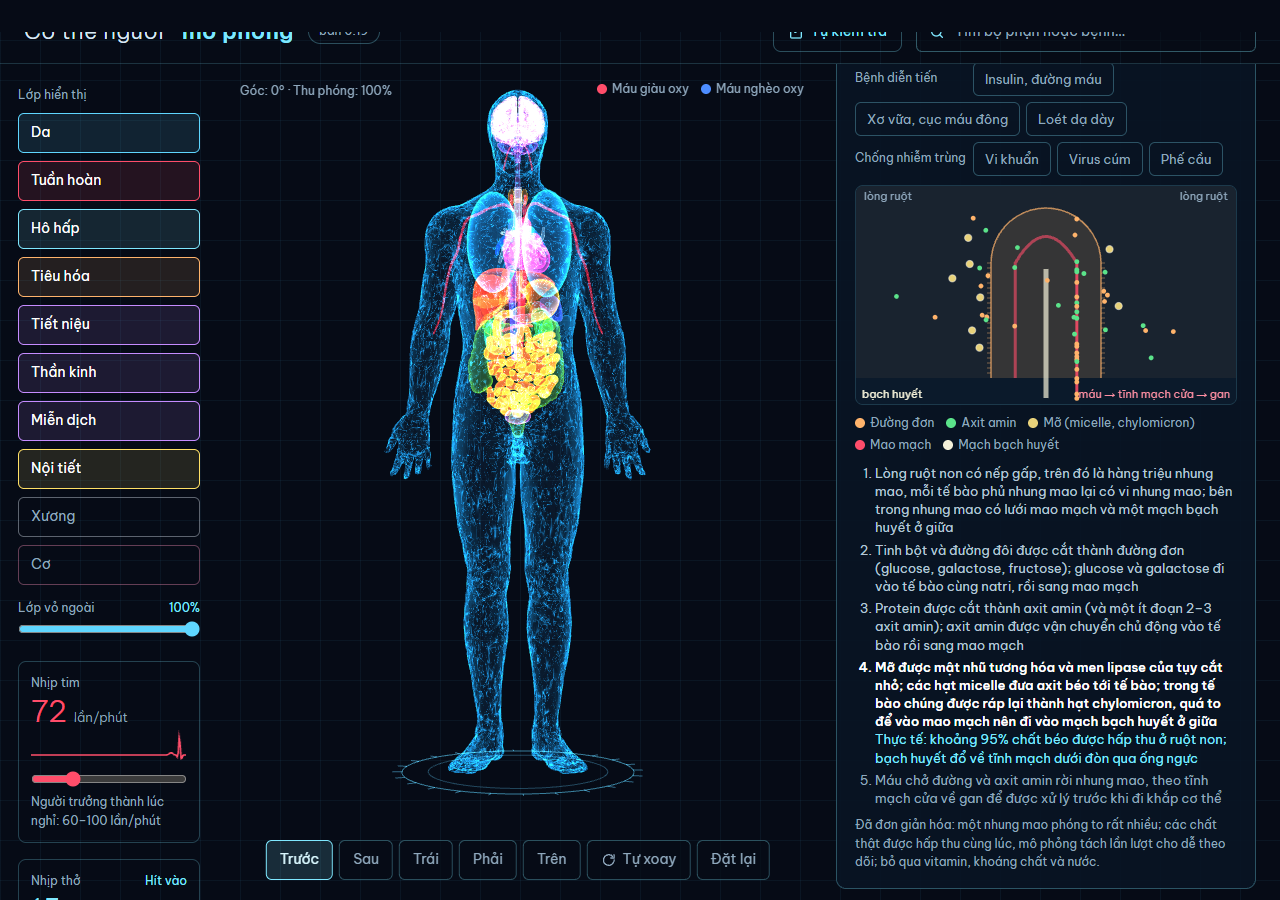 Cơ thể người mô phỏng
Tự kiểm tra
Tìm bộ phận hoặc bệnh...
Lớp hiển thị
Da
Tuần hoàn
Hô hấp
Tiêu hóa
Tiết niệu
Thần kinh
Miễn dịch
Nội tiết
Xương
Cơ
Lớp vỏ ngoài 100%
Nhịp tim
72 lần/phút
Người trưởng thành lúc
nghỉ: 60–100 lần/phút
Nhịp thở Hít vào
Góc: 0° · Thu phóng: 100%
Máu giàu oxy Máu nghèo oxy
Trước Sau Trái Phải Trên Tự xoay Đặt lại
Bệnh diễn tiến Insulin, đường máu
Xơ vữa, cục máu đông Loét dạ dày
Chống nhiễm trùng Vi khuẩn Virus cúm Phế cầu
lòng ruột lòng ruột
bạch huyết máu → tĩnh mạch cửa → gan
Đường đơn Axit amin Mỡ (micelle, chylomicron)
Mao mạch Mạch bạch huyết
1. Lòng ruột non có nếp gấp, trên đó là hàng triệu nhung
mao, mỗi tế bào phủ nhung mao lại có vi nhung mao; bên
trong nhung mao có lưới mao mạch và một mạch bạch
huyết ở giữa
2. Tinh bột và đường đôi được cắt thành đường đơn
(glucose, galactose, fructose); glucose và galactose đi
vào tế bào cùng natri, rồi sang mao mạch
3. Protein được cắt thành axit amin (và một ít đoạn 2–3
axit amin); axit amin được vận chuyển chủ động vào tế
bào rồi sang mao mạch
4. Mỡ được mật nhũ tương hóa và men lipase của tụy cắt
nhỏ; các hạt micelle đưa axit béo tới tế bào; trong tế
bào chúng được ráp lại thành hạt chylomicron, quá to
để vào mao mạch nên đi vào mạch bạch huyết ở giữa
Thực tế: khoảng 95% chất béo được hấp thu ở ruột non;
bạch huyết đổ về tĩnh mạch dưới đòn qua ống ngực
5. Máu chở đường và axit amin rời nhung mao, theo tĩnh
mạch cửa về gan để được xử lý trước khi đi khắp cơ thể
Đã đơn giản hóa: một nhung mao phóng to rất nhiều; các chất
thật được hấp thu cùng lúc, mô phỏng tách lần lượt cho dễ theo
dõi; bỏ qua vitamin, khoáng chất và nước.